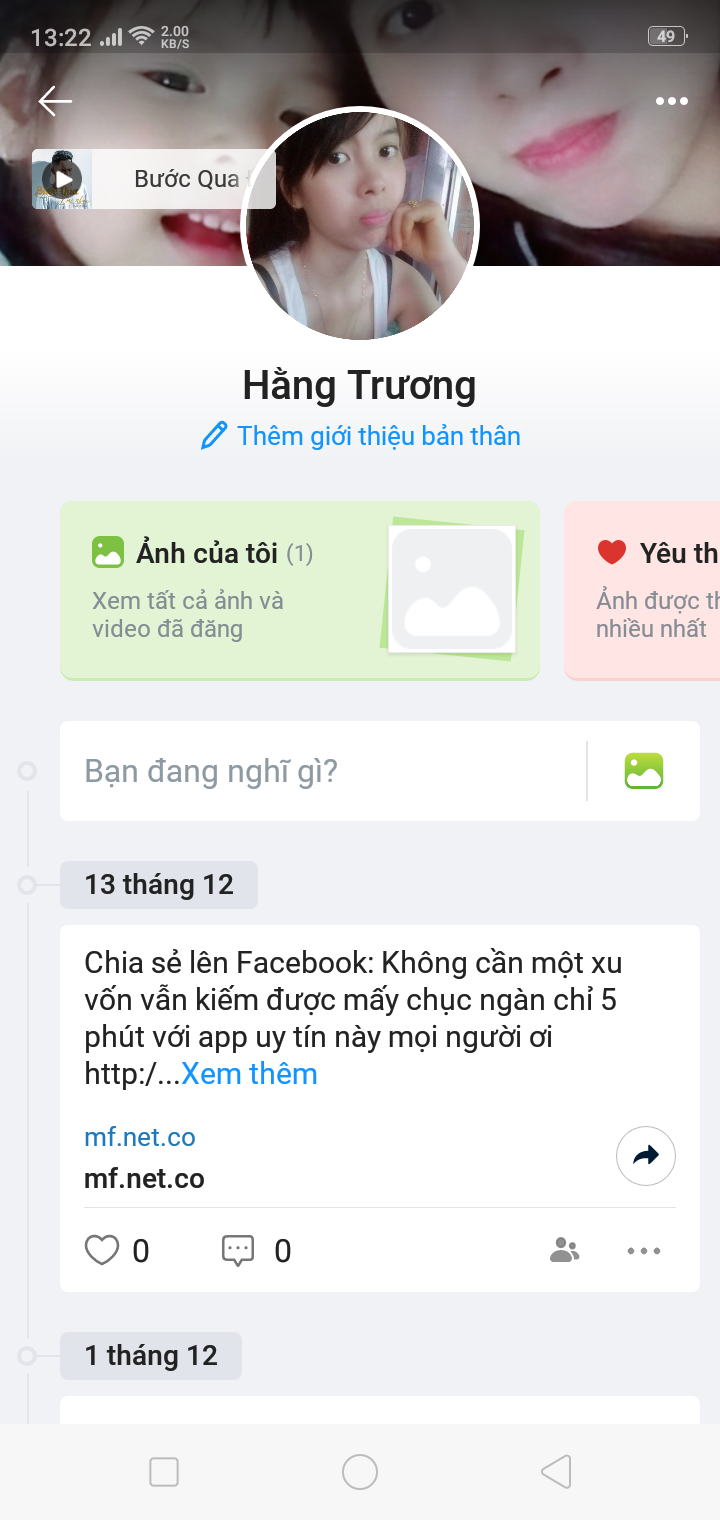 13:22
2.00
KB/S
49
Bước Qua
Hằng Trương
Thêm giới thiệu bản thân
Ảnh của tôi (1)
Xem tất cả ảnh và
video đã đăng
Yêu th
Ảnh được th
nhiều nhất
Bạn đang nghĩ gì?
13 tháng 12
Chia sẻ lên Facebook: Không cần một xu
vốn vẫn kiếm được mấy chục ngàn chỉ 5
phút với app uy tín này mọi người ơi
http:/...Xem thêm
mf.net.co
mf.net.co
0
0
1 tháng 12